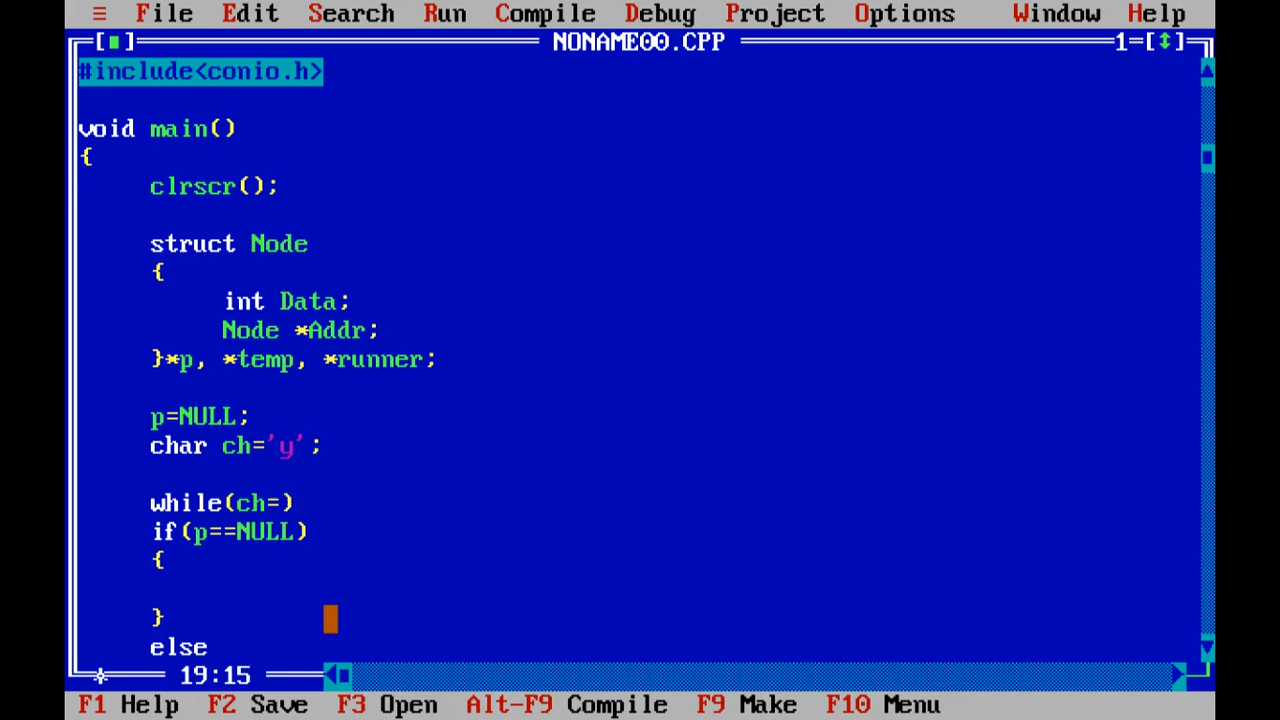 ≡ File Edit Search Run Compile Debug Project Options Window Help
[■] NONAME00.CPP 1=[↕]
#include<conio.h>
void main()
{
clrscr();
struct Node
{
int Data;
Node *Addr;
}*p, *temp, *runner;
p=NULL;
char ch='y';
while(ch=)
if(p==NULL)
{
}
else
19:15
F1 Help F2 Save F3 Open Alt-F9 Compile F9 Make F10 Menu